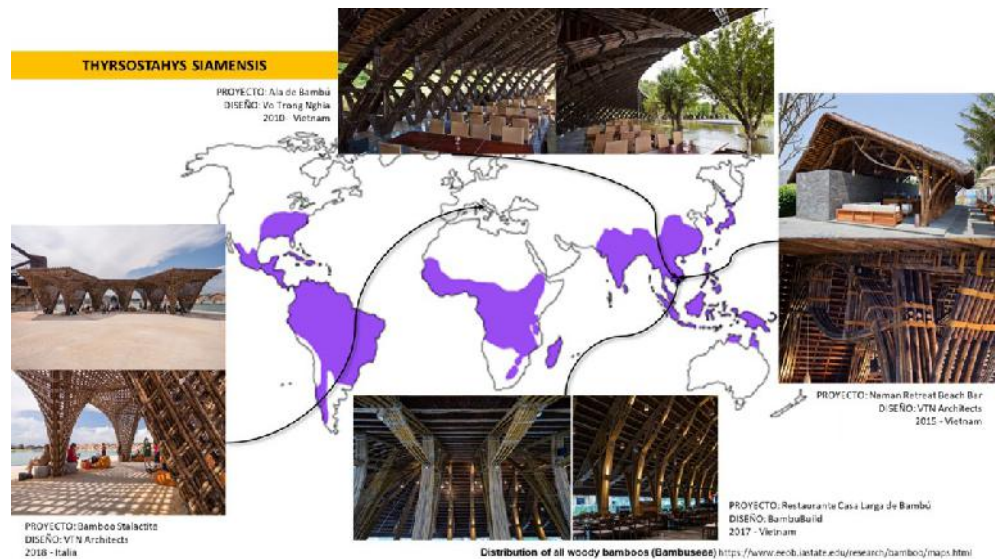 THYRSOSTAHYS SIAMENSIS
PROYECTO: Ala de Bambú
DISEÑO: Vo Trong Nghia
2010 - Vietnam
PROYECTO: Naman Retreat Beach Bar
DISEÑO: VTN Architects
2015 - Vietnam
PROYECTO: Bamboo Stalactite
DISEÑO: VTN Architects
2018 - Italia
PROYECTO: Restaurante Casa Larga de Bambú
DISEÑO: BambuBuild
2017 - Vietnam
Distribution of all woody bamboos (Bambuseae) https://www.eeob.iastate.edu/research/bamboo/maps.html